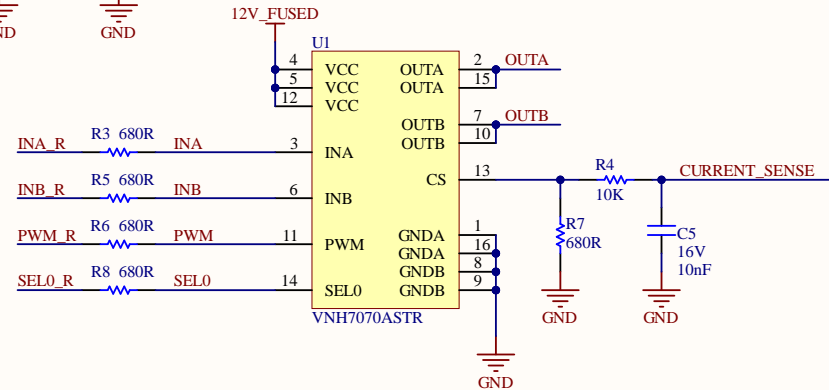 ND
GND
12V_FUSED
U1
4 VCC OUTA 2 OUTA
5 VCC OUTA 15
12 VCC
OUTB 7 OUTB
OUTB 10
INA_R R3 680R INA 3 INA
CS 13 R4 10K CURRENT_SENSE
INB_R R5 680R INB 6 INB
R7 680R
C5
16V
10nF
PWM_R R6 680R PWM 11 PWM
GNDA 1
GNDA 16
GNDB 8
GNDB 9
SEL0_R R8 680R SEL0 14 SEL0
VNH7070ASTR
GND GND
GND